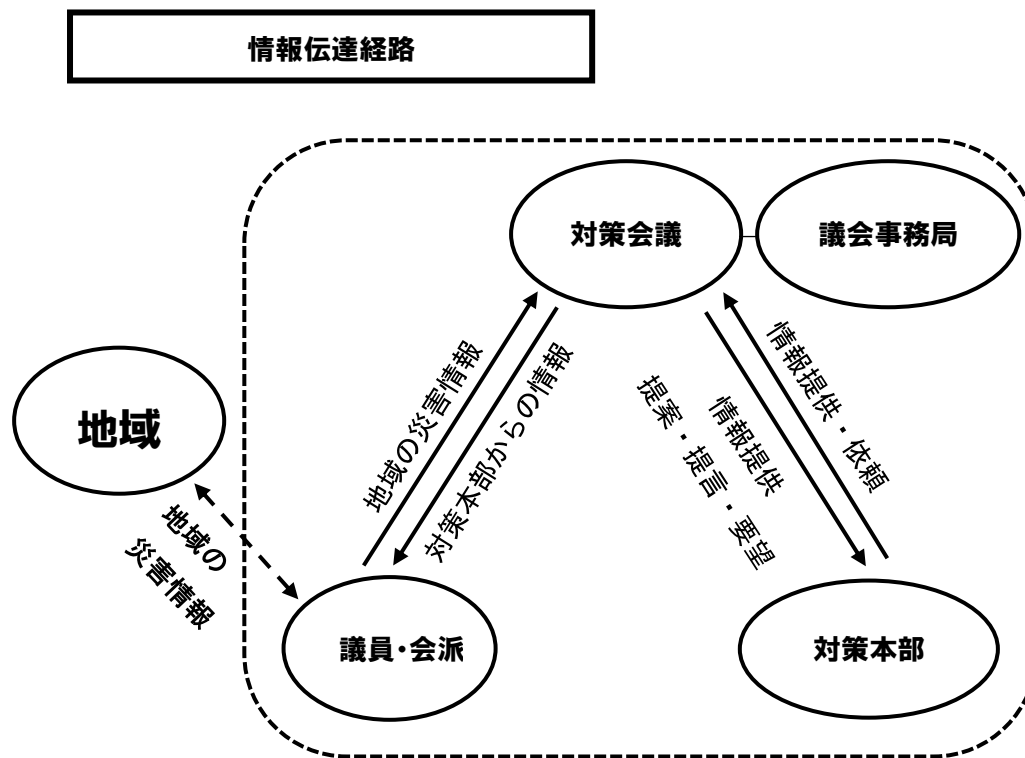 情報伝達経路
対策会議
議会事務局
地域
地域の災害情報
対策本部からの情報
情報提供・依頼
情報提供
提案・提言・要望
地域の
災害情報
議員・会派
対策本部